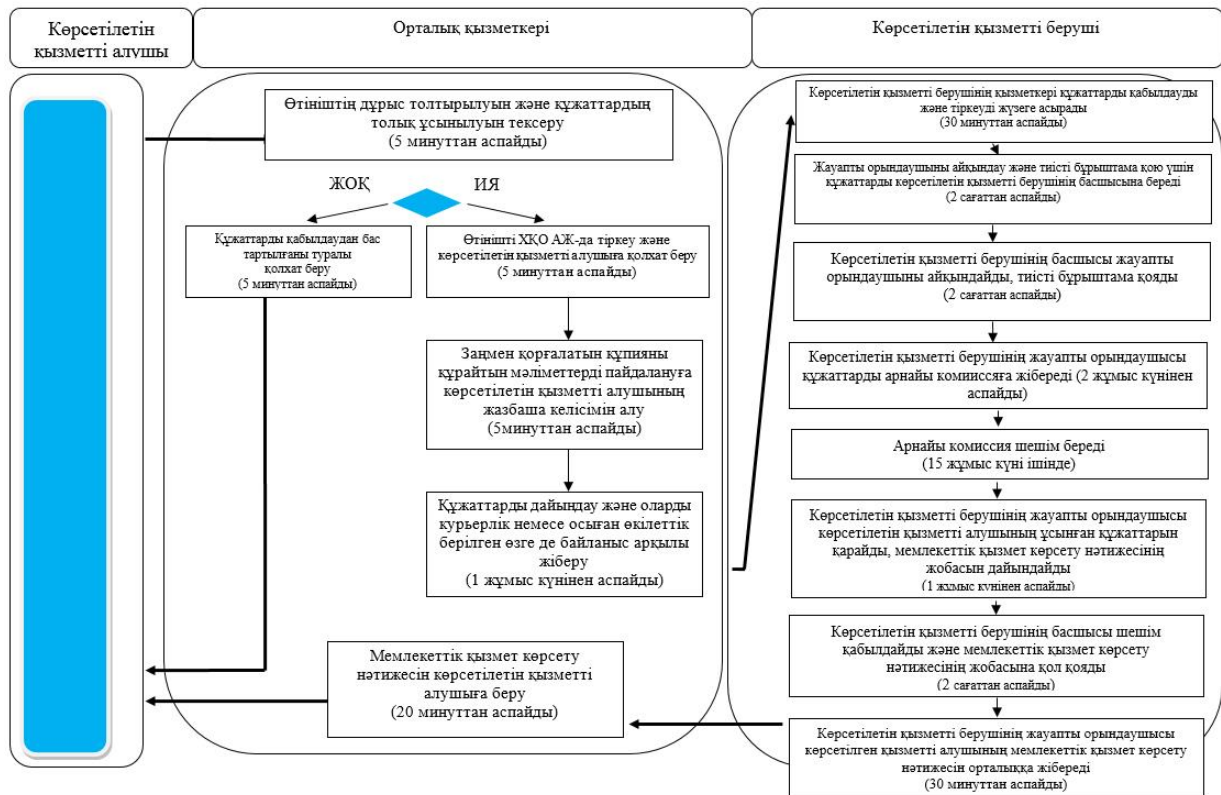 Көрсетілетін
қызметті алушы
Орталық қызметкері
Көрсетілетін қызметті беруші
Өтініштің дұрыс толтырылуын және құжаттардың
толық ұсынылуын тексеру
(5 минуттан аспайды)
ЖОҚ
ИЯ
Құжаттарды қабылдаудан бас
тартылғаны туралы
қолхат беру
(5 минуттан аспайды)
Өтінішті ХҚО АЖ-да тіркеу және
көрсетілетін қызметті алушыға қолхат беру
(5 минуттан аспайды)
Заңмен қорғалатын құпияны
құрайтын мәліметтерді пайдалануға
көрсетілетін қызметті алушының
жазбаша келісімін алу
(5минуттан аспайды)
Құжаттарды дайындау және оларды
курьерлік немесе осыған өкілеттік
берілген өзге де байланыс арқылы
жіберу
(1 жұмыс күнінен аспайды)
Мемлекеттік қызмет көрсету
нәтижесін көрсетілетін қызметті
алушыға беру
(20 минуттан аспайды)
Көрсетілетін қызметті берушінің қызметкері құжаттарды қабылдауды
және тіркеуді жүзеге асырады
(30 минуттан аспайды)
Жауапты орындаушыны айқындау және тиісті бұрыштама қою үшін
құжаттарды көрсетілетін қызметті берушінің басшысына береді
(2 сағаттан аспайды)
Көрсетілетін қызметті берушінің басшысы жауапты
орындаушыны айқындайды, тиісті бұрыштама қояды
(2 сағаттан аспайды)
Көрсетілетін қызметті берушінің жауапты орындаушысы
құжаттарды арнайы комииссяға жібереді (2 жұмыс күнінен
аспайды)
Арнайы комиссия шешім береді
(15 жұмыс күні ішінде)
Көрсетілетін қызметті берушінің жауапты орындаушысы
көрсетілетін қызметті алушының ұсынған құжаттарын
қарайды, мемлекеттік қызмет көрсету нәтижесінің
жобасын дайындайды
(1 жұмыс күнінен аспайды)
Көрсетілетін қызметті берушінің басшысы шешім
қабылдайды және мемлекеттік қызмет көрсету
нәтижесінің жобасына қол қояды
(2 сағаттан аспайды)
Көрсетілетін қызметті берушінің жауапты орындаушысы
көрсетілген қызметті алушының мемлекеттік қызмет көрсету
нәтижесін орталыққа жібереді
(30 минуттан аспайды)